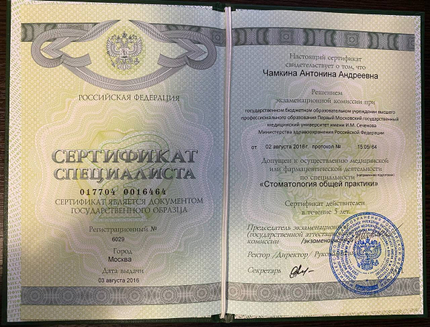 РОССИЙСКАЯ ФЕДЕРАЦИЯ
СЕРТИФИКАТ
СПЕЦИАЛИСТА
017704 0016464
СЕРТИФИКАТ ЯВЛЯЕТСЯ ДОКУМЕНТОМ
ГОСУДАРСТВЕННОГО ОБРАЗЦА
Регистрационный №
6029
Город
Москва
Дата выдачи
03 августа 2016
Настоящий сертификат
свидетельствует о том, что
Чамкина Антонина Андреевна
Решением
экзаменационной комиссии при
государственном бюджетном образовательном учреждении высшего
профессионального образования Первый Московский государственный
медицинский университет имени И.М. Сеченова
Министерства здравоохранения Российской Федерации
от 02 августа 2016 г протокол № 15.05/64
Допущен к осуществлению медицинской
или фармацевтической деятельности
по специальности
«Стоматология общей практики»
Сертификат действителен
в течение 5 лет.
Председатель
(государственной
комиссии /экзаменационной
Ректор /Директор/
Секретарь